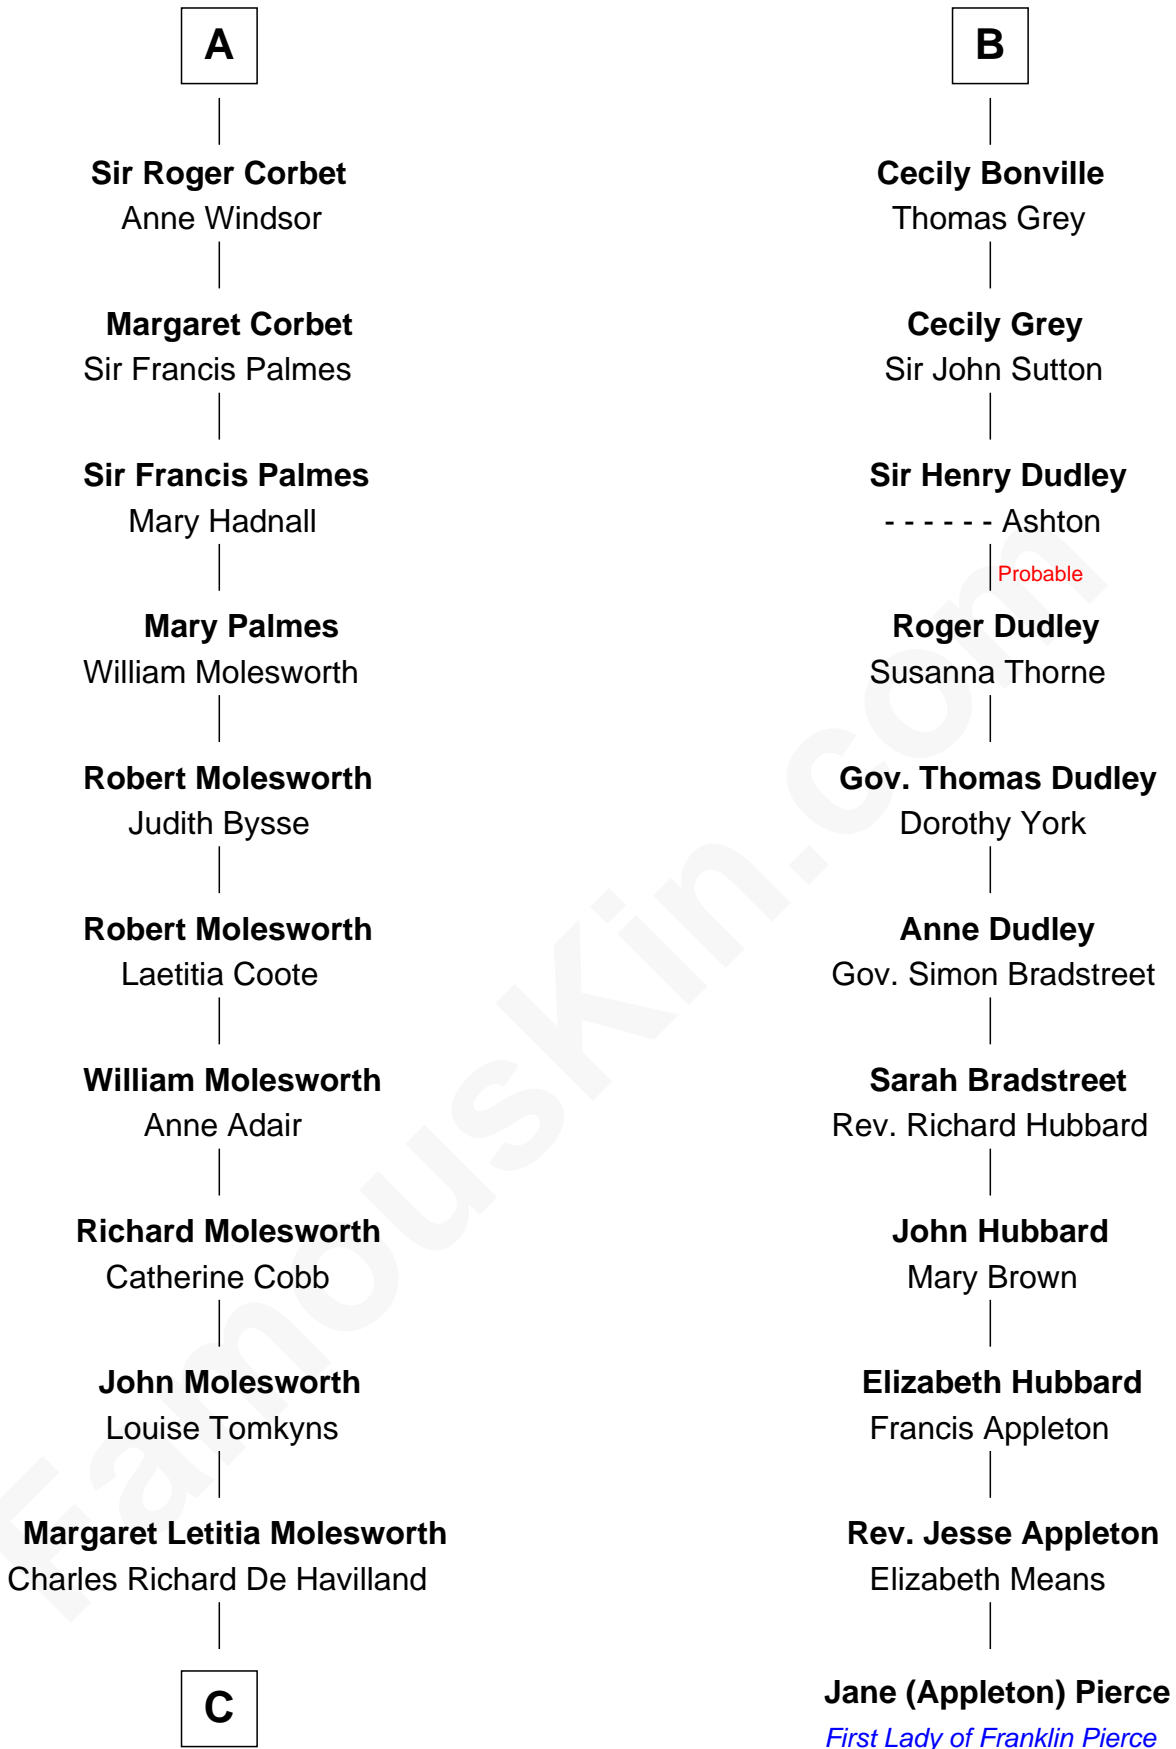 A
Sir Roger Corbet
Anne Windsor
Margaret Corbet
Sir Francis Palmes
Sir Francis Palmes
Mary Hadnall
Mary Palmes
William Molesworth
Robert Molesworth
Judith Bysse
Robert Molesworth
Laetitia Coote
William Molesworth
Anne Adair
Richard Molesworth
Catherine Cobb
John Molesworth
Louise Tomkyns
Margaret Letitia Molesworth
Charles Richard De Havilland
C
B
Cecily Bonville
Thomas Grey
Cecily Grey
Sir John Sutton
Sir Henry Dudley
- - - - - - Ashton
Probable
Roger Dudley
Susanna Thorne
Gov. Thomas Dudley
Dorothy York
Anne Dudley
Gov. Simon Bradstreet
Sarah Bradstreet
Rev. Richard Hubbard
John Hubbard
Mary Brown
Elizabeth Hubbard
Francis Appleton
Rev. Jesse Appleton
Elizabeth Means
Jane (Appleton) Pierce
First Lady of Franklin Pierce
FamousKin.com